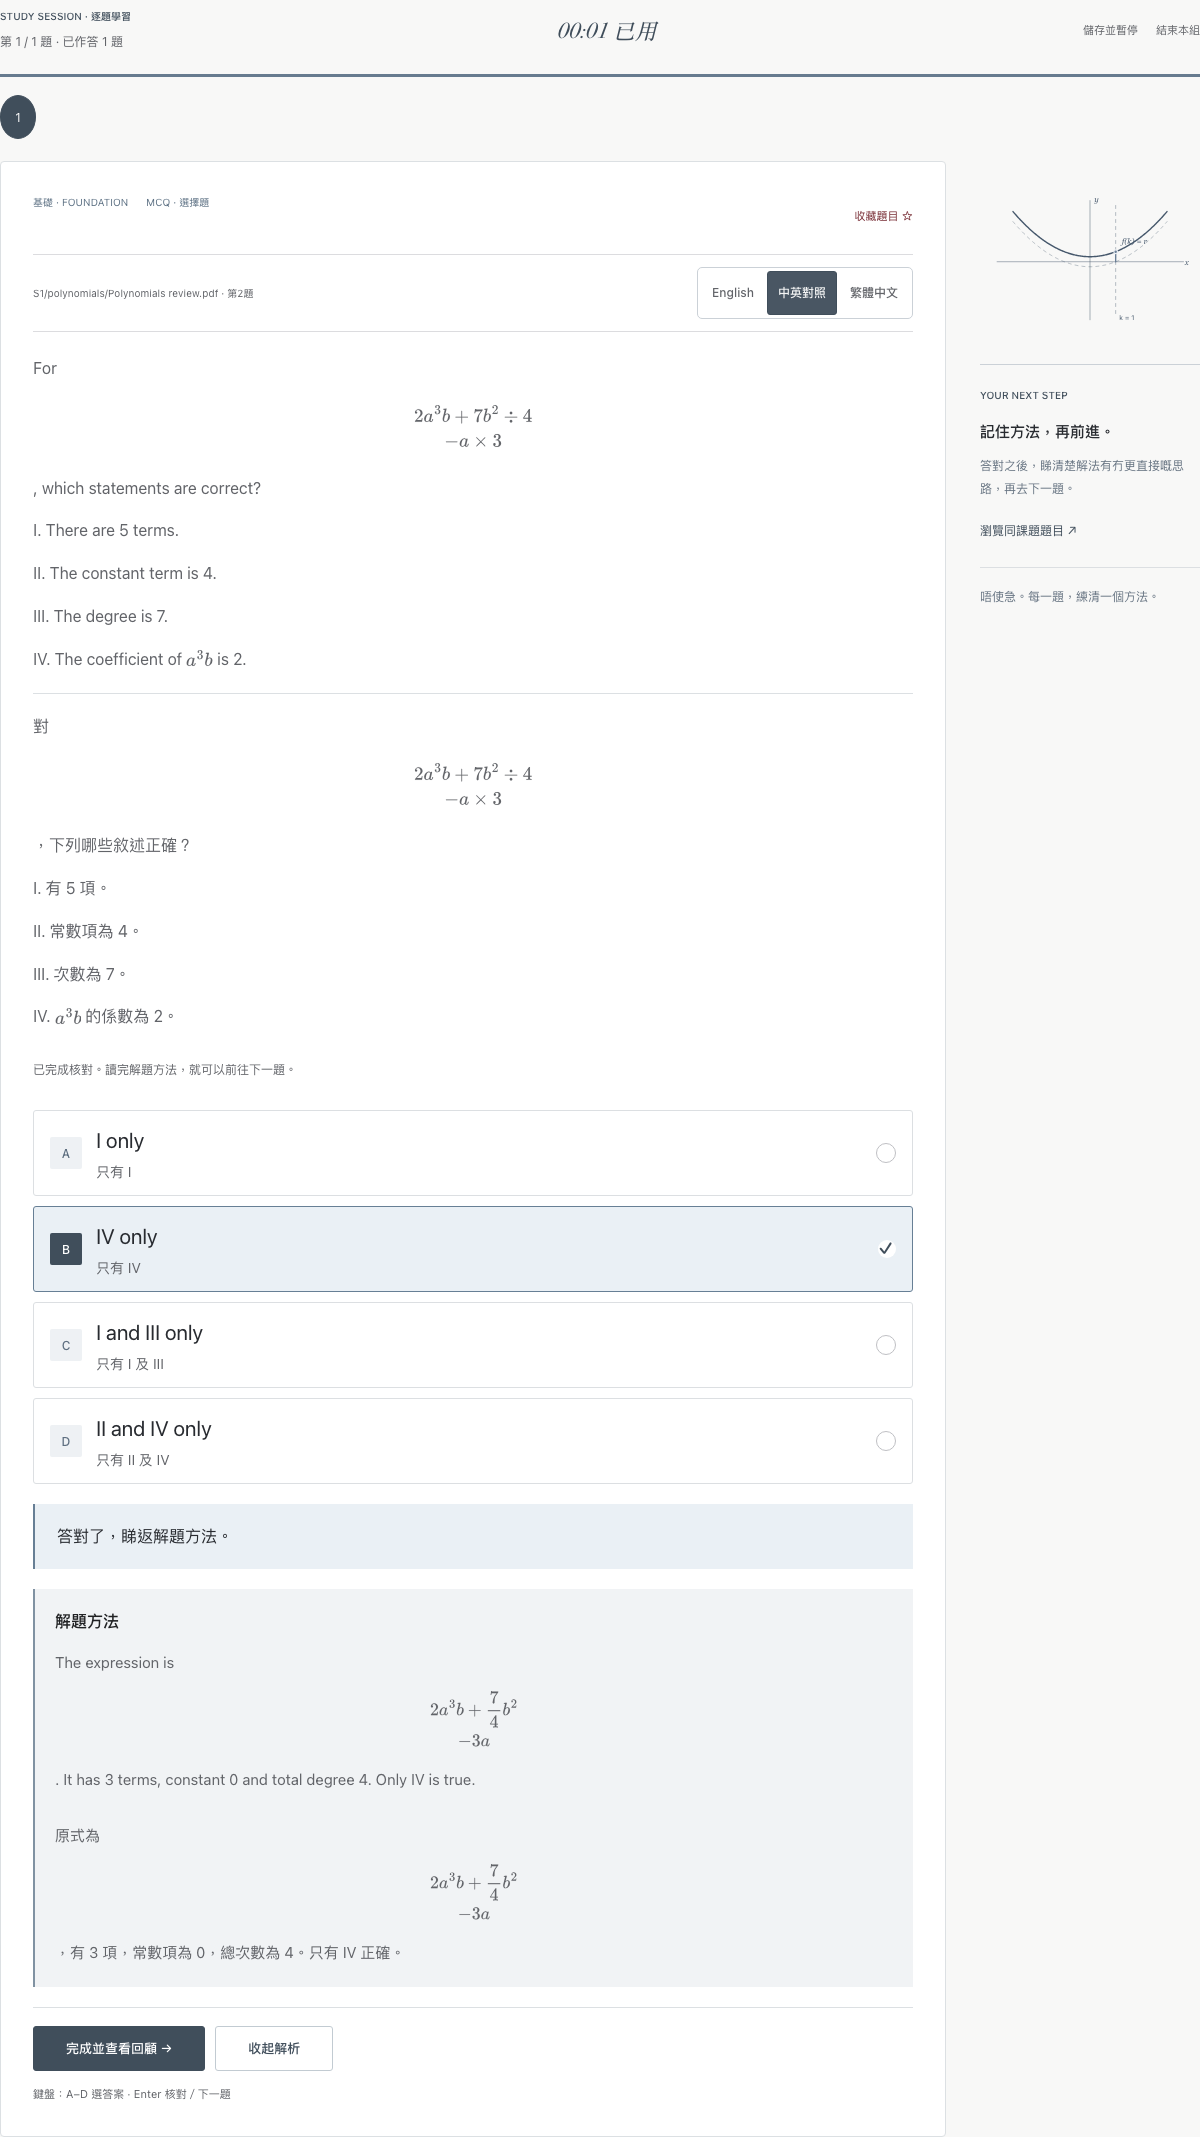 STUDY SESSION · 逐題學習
第 1 / 1 題 · 已作答 1 題
00:01 已用
儲存並暫停
結束本組
1
基礎 · FOUNDATION
MCQ · 選擇題
收藏題目 ☆
S1/polynomials/Polynomials review.pdf · 第2題
English
中英對照
繁體中文
For
2a³b + 7b² ÷ 4
−a × 3
, which statements are correct?
I. There are 5 terms.
II. The constant term is 4.
III. The degree is 7.
IV. The coefficient of a³b is 2.
對
2a³b + 7b² ÷ 4
−a × 3
，下列哪些敘述正確？
I. 有 5 項。
II. 常數項為 4。
III. 次數為 7。
IV. a³b 的係數為 2。
已完成核對。讀完解題方法，就可以前往下一題。
A
I only
只有 I
B
IV only
只有 IV
C
I and III only
只有 I 及 III
D
II and IV only
只有 II 及 IV
答對了，睇返解題方法。
解題方法
The expression is
2a³b + 7/4 b²
−3a
. It has 3 terms, constant 0 and total degree 4. Only IV is true.
原式為
2a³b + 7/4 b²
−3a
，有 3 項，常數項為 0，總次數為 4。只有 IV 正確。
完成並查看回顧 →
收起解析
鍵盤：A–D 選答案 · Enter 核對 / 下一題
y
f(k) = r
x
k = 1
YOUR NEXT STEP
記住方法，再前進。
答對之後，睇清楚解法有冇更直接嘅思
路，再去下一題。
瀏覽同課題題目 ↗
唔使急。每一題，練清一個方法。